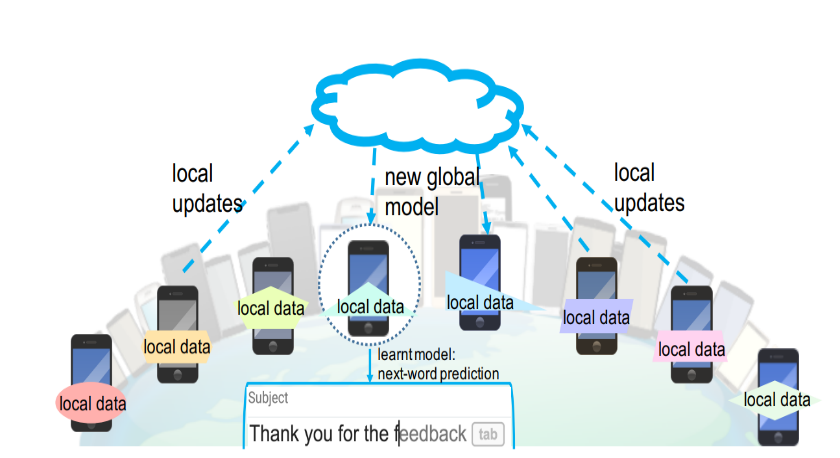 local
updates
new global
model
local
updates
local data
local data
local data
local data
local data
local data
local data
local data
learnt model:
next-word prediction
Subject
Thank you for the feedback tab